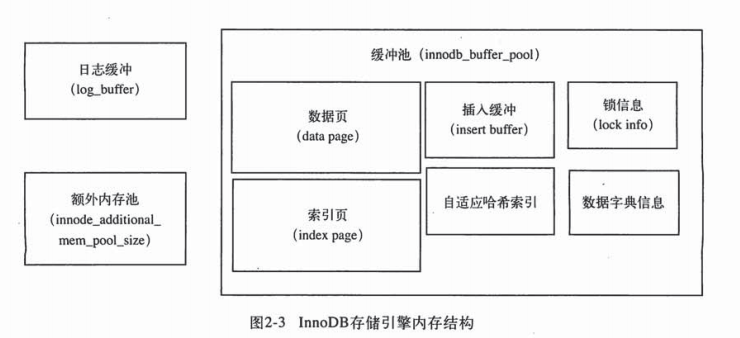 日志缓冲
(log_buffer)
额外内存池
(innode_additional_
mem_pool_size)
缓冲池 (innodb_buffer_pool)
数据页
(data page)
索引页
(index page)
插入缓冲
(insert buffer)
自适应哈希索引
锁信息
(lock info)
数据字典信息
图2-3 InnoDB存储引擎内存结构